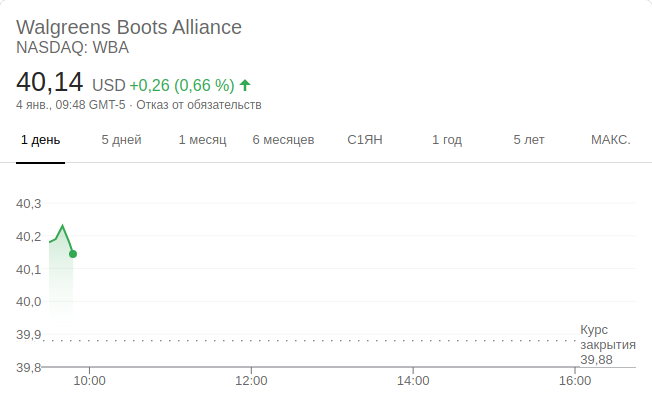 Walgreens Boots Alliance
NASDAQ: WBA
40,14 USD +0,26 (0,66 %)
4 янв., 09:48 GMT-5 · Отказ от обязательств
1 день 5 дней 1 месяц 6 месяцев С1ЯН 1 год 5 лет МАКС.
40,3
40,2
40,1
40,0
39,9
39,8
Курс
закрытия
39,88
10:00 12:00 14:00 16:00